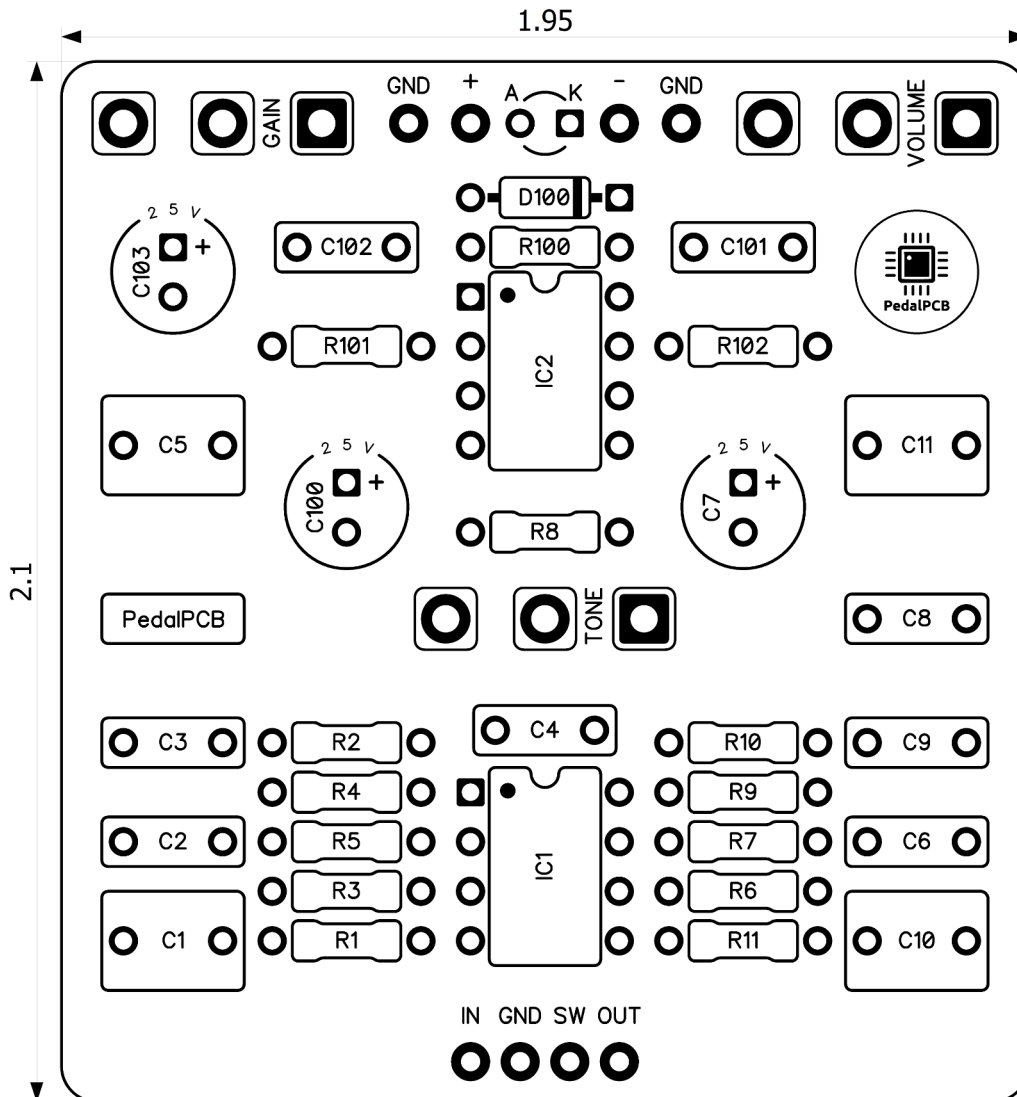 1.95
2.1
GND + A K - GND
GAIN
VOLUME
D100
2 5 V
C103 +
C102
R100
C101
PedalPCB
R101
IC2
R102
C5
C11
2 5 V
C100 +
2 5 V
C7 +
R8
PedalPCB
TONE
C8
C3
R2
C4
R10
C9
R4
R9
C2
R5
IC1
R7
C6
R3
R6
C1
R1
R11
C10
IN GND SW OUT